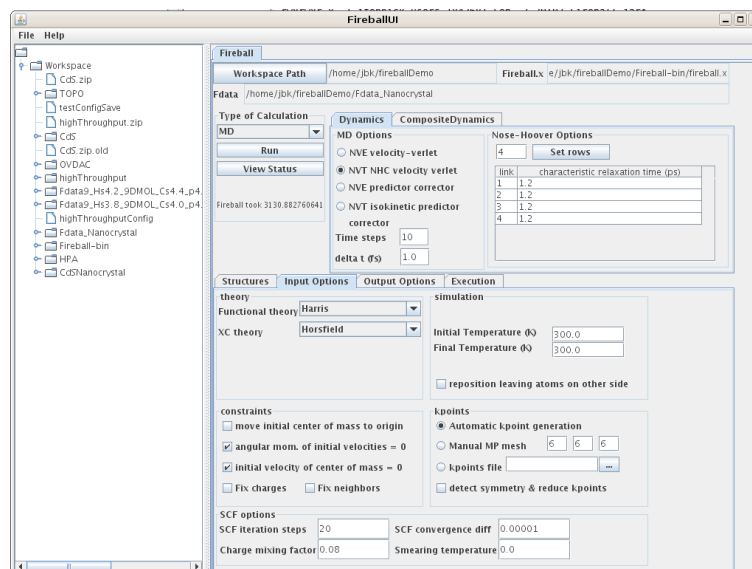 FireballUI
File Help
Workspace
CdS.zip
TOPO
testConfigSave
highThroughput.zip
CdS
CdS.zip.old
OVDAC
highThroughput
Fdata9_Hs4.2_9DMOL_Cs4.4_p4.
Fdata9_Hs3.8_9DMOL_Cs4.0_p4.
highThroughputConfig
Fdata_Nanocrystal
Fireball-bin
HPA
CdSNanocrystal
Fireball
Workspace Path /home/jbk/fireballDemo Fireball.x e/jbk/fireballDemo/Fireball-bin/fireball.x
Fdata /home/jbk/fireballDemo/Fdata_Nanocrystal
Type of Calculation
MD
Run
View Status
Fireball took 3130.882760641
Dynamics CompositeDynamics
MD Options
NVE velocity-verlet
NVT NHC velocity verlet
NVE predictor corrector
NVT isokinetic predictor
corrector
Time steps 10
delta t (fs) 1.0
Nose-Hoover Options
4 Set rows
link characteristic relaxation time (ps)
1 1.2
2 1.2
3 1.2
4 1.2
Structures Input Options Output Options Execution
theory
Functional theory Harris
XC theory Horsfield
simulation
Initial Temperature (K) 300.0
Final Temperature (K) 300.0
reposition leaving atoms on other side
constraints
move initial center of mass to origin
angular mom. of initial velocities = 0
initial velocity of center of mass = 0
Fix charges Fix neighbors
kpoints
Automatic kpoint generation
Manual MP mesh 6 6 6
kpoints file ...
detect symmetry & reduce kpoints
SCF options
SCF iteration steps 20 SCF convergence diff 0.00001
Charge mixing factor 0.08 Smearing temperature 0.0